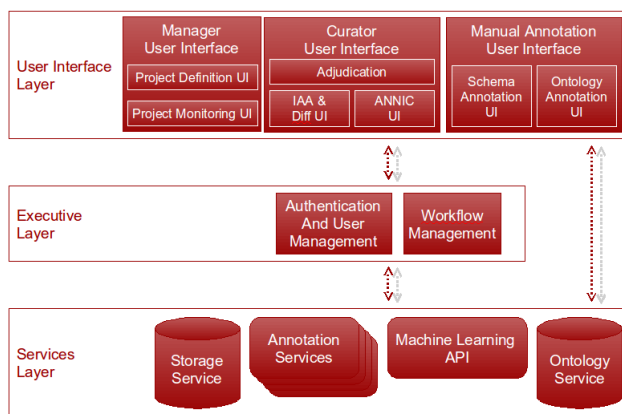 User Interface
Layer
Manager
User Interface
Project Definition UI
Project Monitoring UI
Curator
User Interface
Adjudication
IAA &
Diff UI
ANNIC
UI
Manual Annotation
User Interface
Schema
Annotation
UI
Ontology
Annotation
UI
Executive
Layer
Authentication
And User
Management
Workflow
Management
Services
Layer
Storage
Service
Annotation
Services
Machine Learning
API
Ontology
Service